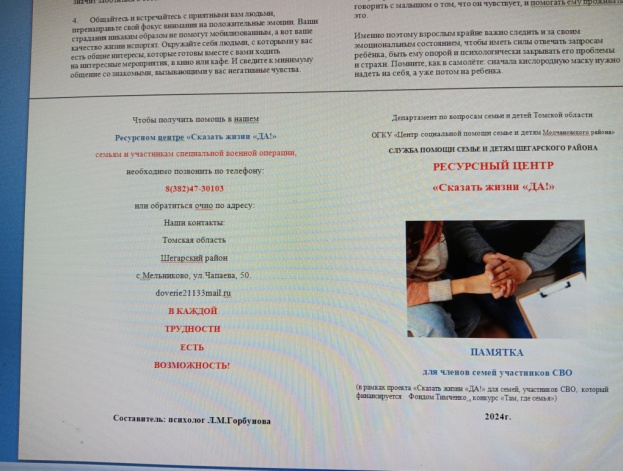 4. Общайтесь и встречайтесь с приятными вам людьми,
перенаправьте свой фокус внимания на положительные эмоции. Ваши
страдания никаким образом не помогут мобилизованным, а вот ваше
качество жизни испортят. Окружайте себя людьми, с которыми у вас
есть общие интересы, которые готовы вместе с вами ходить
на интересные мероприятия, в кино или кафе. И сведите к минимуму
общение со знакомыми, вызывающими у вас негативные чувства.
говорить с малышом о том, что он чувствует, и помогать ему проживать
это.
Именно поэтому взрослым крайне важно следить и за своим
эмоциональным состоянием, чтобы иметь силы отвечать запросам
ребёнка, быть ему опорой и психологически закрывать его проблемы
и страхи. Помните, как в самолёте: сначала кислородную маску нужно
надеть на себя, а уже потом на ребенка.
Чтобы получить помощь в нашем
Ресурсном центре «Сказать жизни «ДА!»
семьям и участникам специальной военной операции,
необходимо позвонить по телефону:
8(382)47-30103
или обратиться очно по адресу:
Наши контакты:
Томская область
Шегарский район
с.Мельниково, ул.Чапаева, 50.
doverie21133mail.ru
В КАЖДОЙ
ТРУДНОСТИ
ЕСТЬ
ВОЗМОЖНОСТЬ!
Составитель: психолог Л.М.Горбунова
Департамент по вопросам семьи и детей Томской области
ОГКУ «Центр социальной помощи семье и детям Молчановского района»
СЛУЖБА ПОМОЩИ СЕМЬЕ И ДЕТЯМ ШЕГАРСКОГО РАЙОНА
РЕСУРСНЫЙ ЦЕНТР
«Сказать жизни «ДА!»
ПАМЯТКА
для членов семей участников СВО
(в рамках проекта «Сказать жизни «ДА!» для семей, участников СВО, который
финансируется Фондом Тимченко , конкурс «Там, где семья»)
2024г.